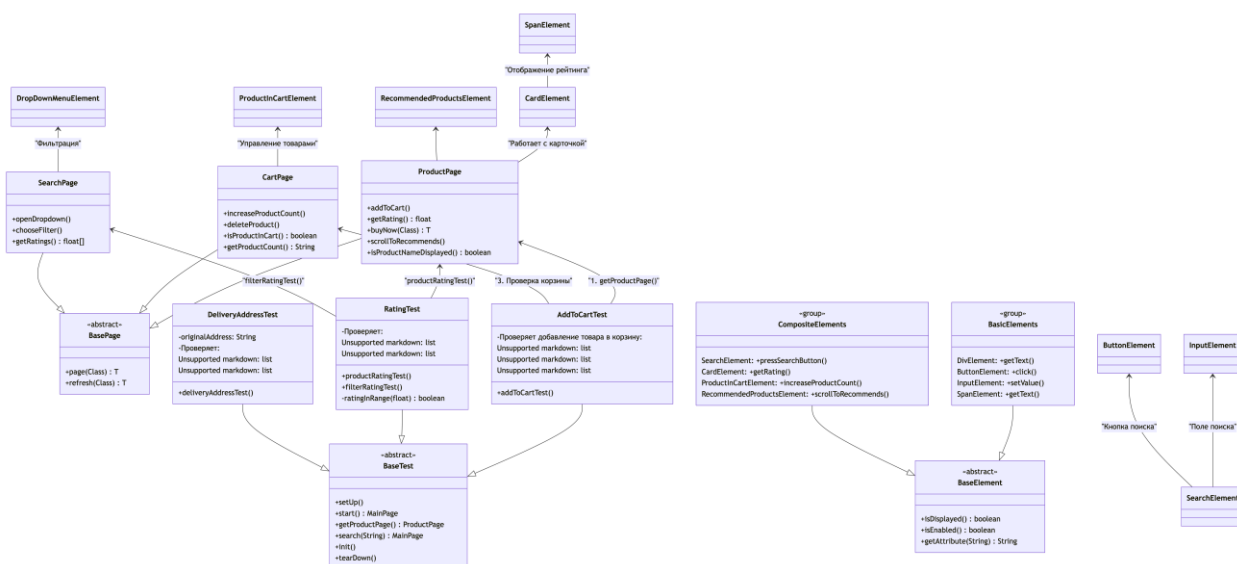 SpanElement
"Отображение рейтинга"
DropDownMenuElement
ProductInCartElement
RecommendedProductsElement
CardElement
"Фильтрация"
"Управление товарами"
"Работает с карточкой"
SearchPage
+openDropdown()
+chooseFilter()
+getRatings() : float[]
CartPage
+increaseProductCount()
+deleteProduct()
+isProductInCart() : boolean
+getProductCount() : String
ProductPage
+addToCart()
+getRating() : float
+buyNow(Class) : T
+scrollToRecommends()
+isProductNameDisplayed() : boolean
"filterRatingTest()"
"productRatingTest()"
"3. Проверка корзины"
"1. getProductPage()"
«abstract»
BasePage
+page(Class) : T
+refresh(Class) : T
DeliveryAddressTest
-originalAddress: String
-Проверяет:
Unsupported markdown: list
Unsupported markdown: list
+deliveryAddressTest()
RatingTest
-Проверяет:
Unsupported markdown: list
Unsupported markdown: list
+productRatingTest()
+filterRatingTest()
-ratingInRange(float) : boolean
AddToCartTest
-Проверяет добавление товара в корзину:
Unsupported markdown: list
Unsupported markdown: list
Unsupported markdown: list
+addToCartTest()
«abstract»
BaseTest
+setUp()
+start() : MainPage
+getProductPage() : ProductPage
+search(String) : MainPage
+init()
+tearDown()
«group»
CompositeElements
SearchElement: +pressSearchButton()
CardElement: +getRating()
ProductInCartElement: +increaseProductCount()
RecommendedProductsElement: +scrollToRecommends()
«group»
BasicElements
DivElement: +getText()
ButtonElement: +click()
InputElement: +setValue()
SpanElement: +getText()
«abstract»
BaseElement
+isDisplayed() : boolean
+isEnabled() : boolean
+getAttribute(String) : String
ButtonElement
InputElement
"Кнопка поиска"
"Поле поиска"
SearchElement